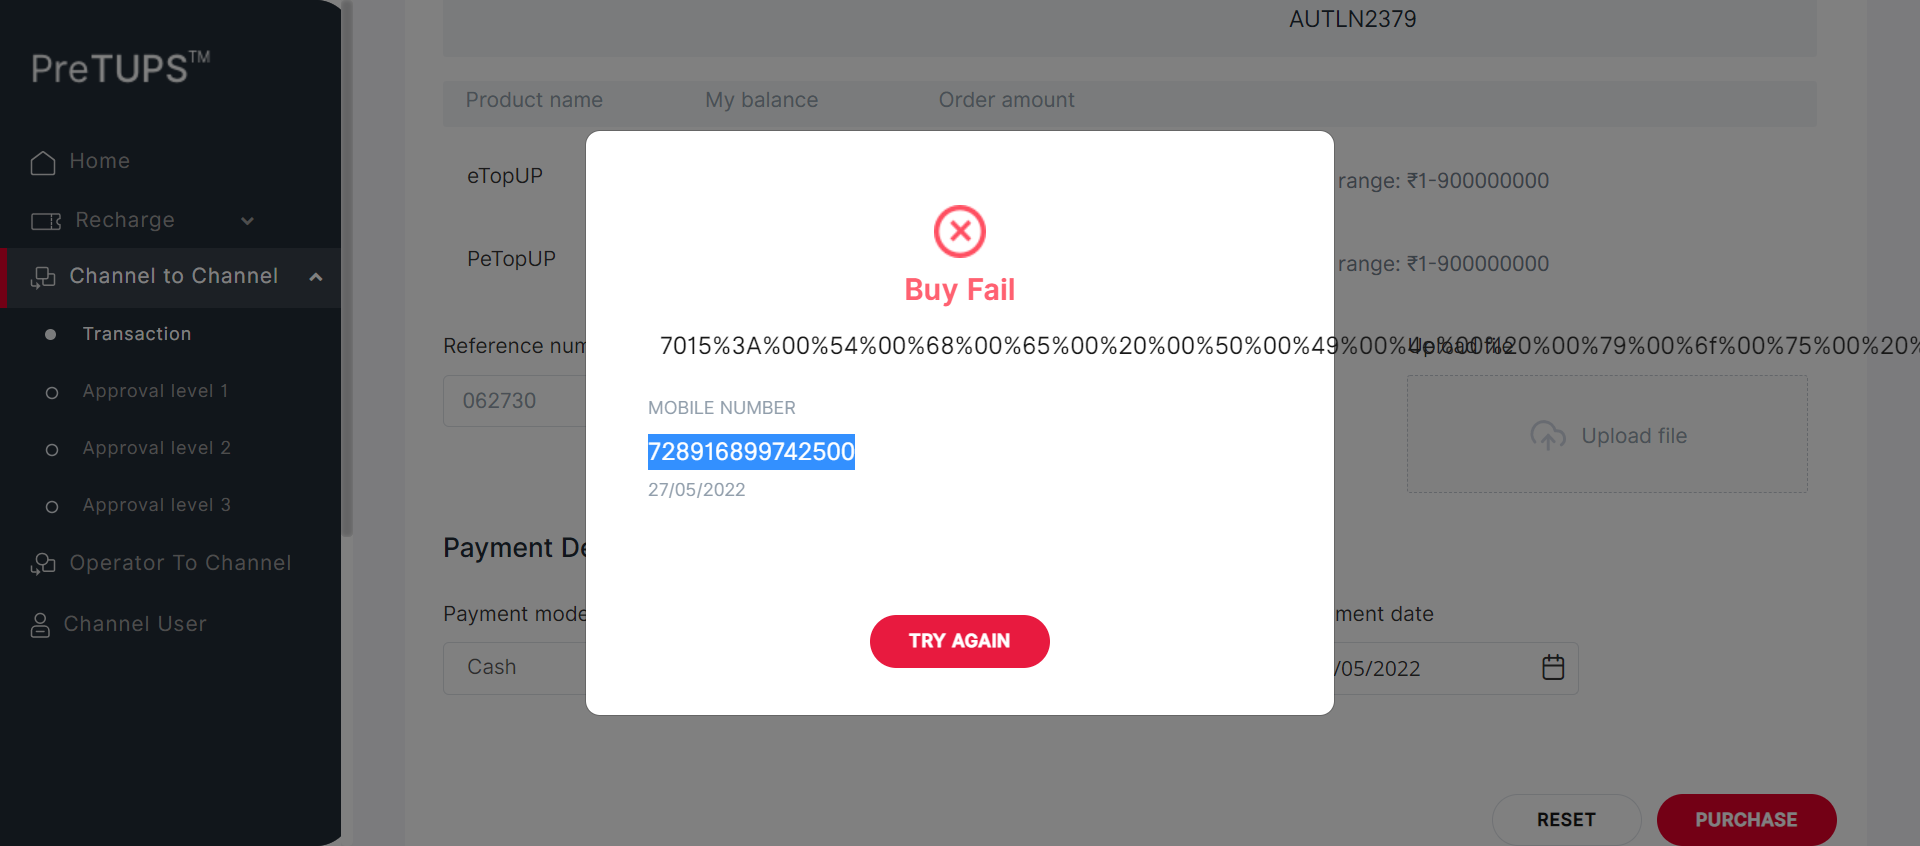 PreTUPS™
Home
Recharge
Channel to Channel
Transaction
Approval level 1
Approval level 2
Approval level 3
Operator To Channel
Channel User
AUTLN2379
Product name My balance Order amount
eTopUP
range: ₹1-900000000
PeTopUP
range: ₹1-900000000
Buy Fail
7015%3A%00%54%00%68%00%65%00%20%00%50%00%49%00%4e%00%20%00%79%00%6f%00%75%00%20%
MOBILE NUMBER
728916899742500
27/05/2022
TRY AGAIN
Reference num
062730
Upload file
Upload file
Payment De
Payment mode
Cash
ment date
/05/2022
RESET
PURCHASE